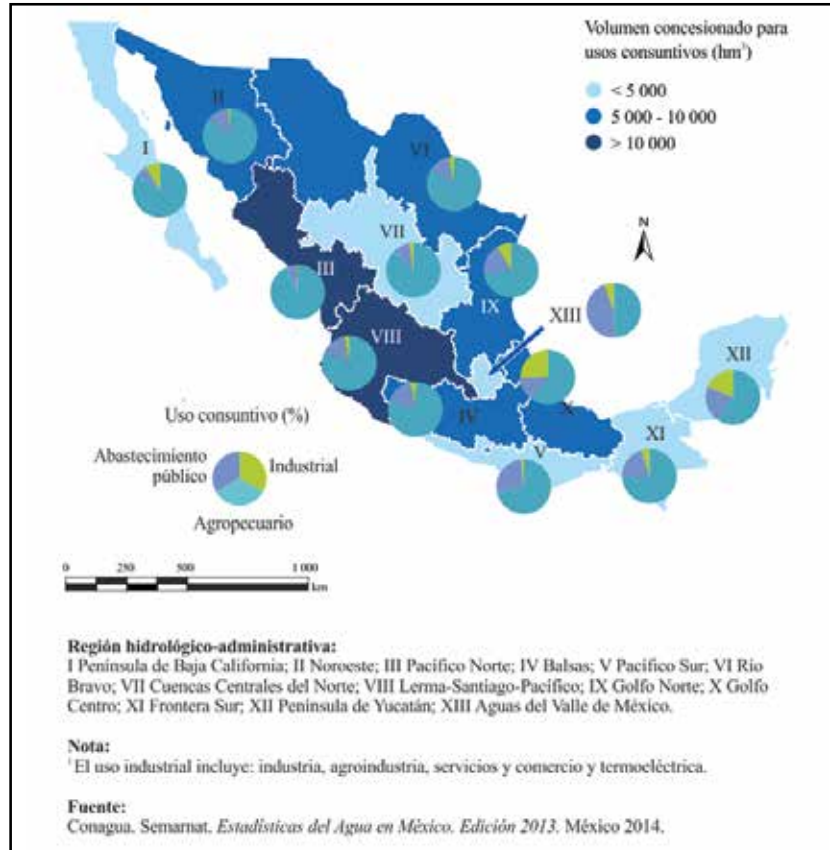 Volumen concesionado para
usos consuntivos (hm³)
< 5 000
5 000 - 10 000
> 10 000
I
II
III
IV
V
VI
VII
VIII
IX
X
XI
XII
XIII
N
Uso consuntivo (%)
Abastecimiento
público
Industrial
Agropecuario
0 250 500 1 000
km
Región hidrológico-administrativa:
I Península de Baja California; II Noroeste; III Pacífico Norte; IV Balsas; V Pacífico Sur; VI Río
Bravo; VII Cuencas Centrales del Norte; VIII Lerma-Santiago-Pacífico; IX Golfo Norte; X Golfo
Centro; XI Frontera Sur; XII Península de Yucatán; XIII Aguas del Valle de México.
Nota:
¹ El uso industrial incluye: industria, agroindustria, servicios y comercio y termoeléctrica.
Fuente:
Conagua. Semarnat. Estadísticas del Agua en México. Edición 2013. México 2014.